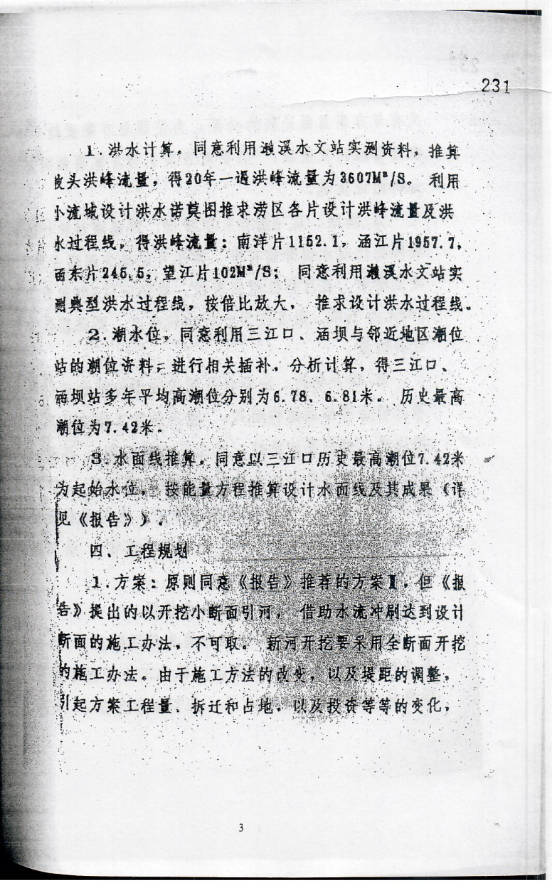 231
1.洪水计算,同意利用濑溪水文站实测资料,推算
陂头洪峰流量,得20年一遇洪峰流量为3607M³/S。利用
小流域设计洪水诺莫图推求涝区各片设计洪峰流量及洪
水过程线,得洪峰流量:南洋片1152.1,涵江片1957.7,
涵东片246.5,望江片102M³/S;同意利用濑溪水文站实
测典型洪水过程线,按倍比放大,推求设计洪水过程线。
2.潮水位,同意利用三江口、涵坝与邻近地区潮位
站的潮位资料,进行相关插补,分析计算,得三江口、
涵坝站多年平均高潮位分别为6.78、6.81米。历史最高
潮位为7.42米。
3.水面线推算,同意以三江口历史最高潮位7.42米
为起始水位,按能量方程推算设计水面线及其成果《详
见《报告》》。
四、工程规划
1.方案:原则同意《报告》推荐的方案Ⅱ,但《报
告》提出的以开挖小断面引河,借助水流冲刷达到设计
断面的施工办法,不可取。新河开挖要采用全断面开挖
的施工办法。由于施工方法的改变,以及堤距的调整,
引起方案工程量、拆迁和占地,以及投资等等的变化,
3